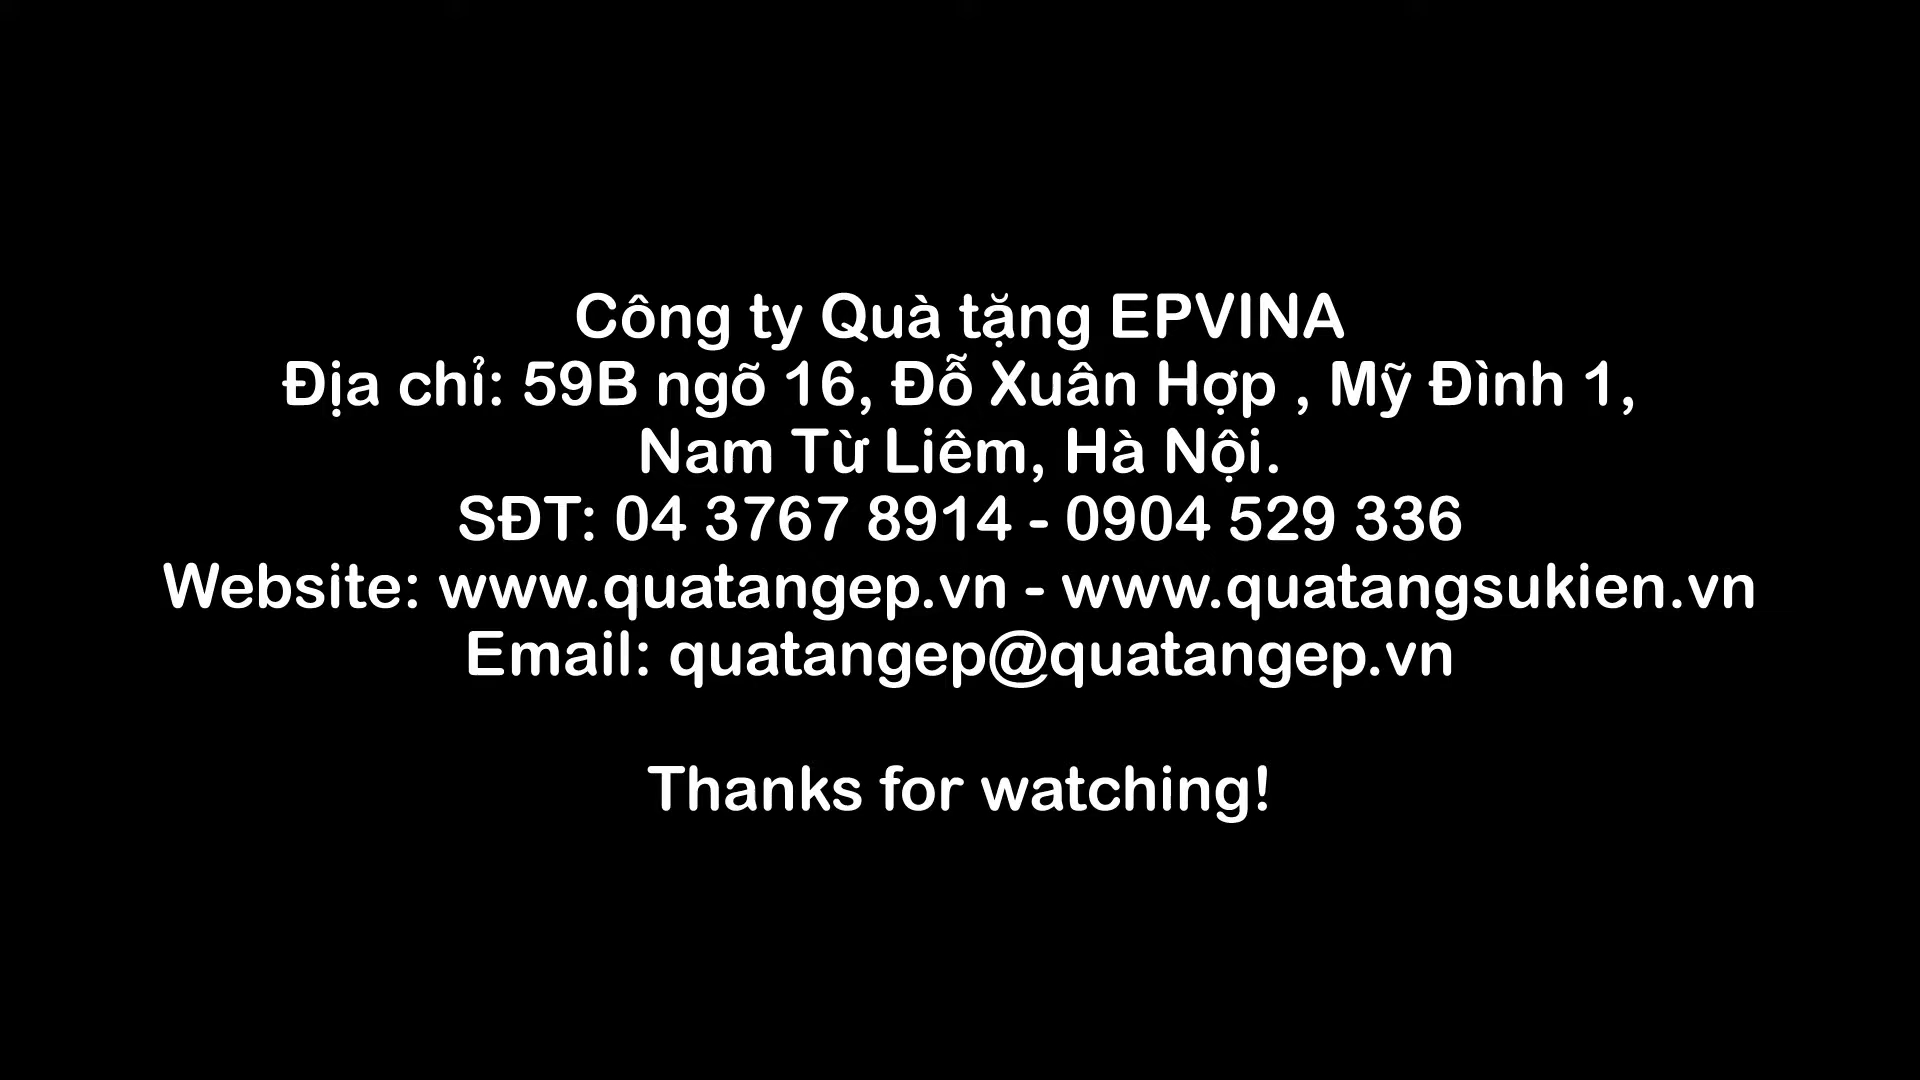 Công ty Quà tặng EPVINA
Địa chỉ: 59B ngõ 16, Đỗ Xuân Hợp , Mỹ Đình 1,
Nam Từ Liêm, Hà Nội.
SĐT: 04 3767 8914 - 0904 529 336
Website: www.quatangep.vn - www.quatangsukien.vn
Email: quatangep@quatangep.vn
Thanks for watching!